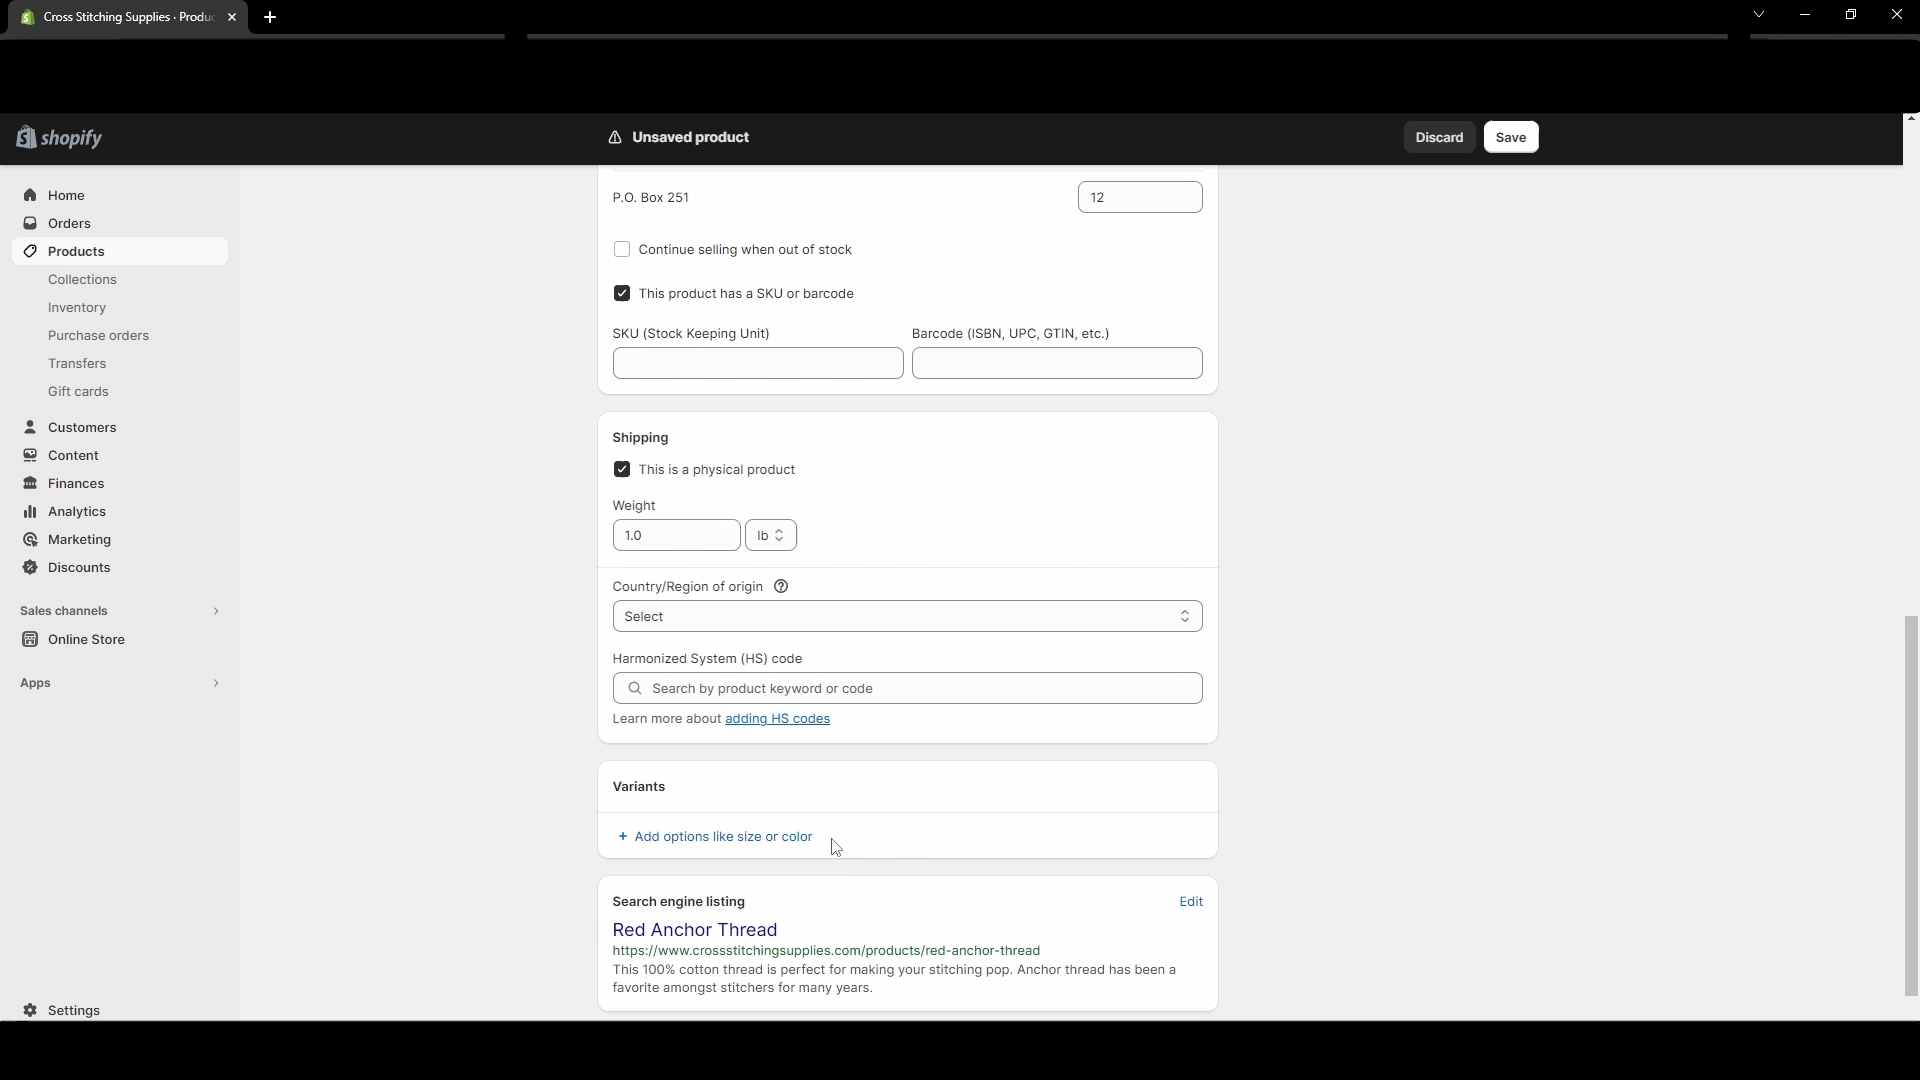 Cross Stitching Supplies · Produ
shopify
Unsaved product
Discard
Save
Home
Orders
Products
Collections
Inventory
Purchase orders
Transfers
Gift cards
Customers
Content
Finances
Analytics
Marketing
Discounts
Sales channels
Online Store
Apps
Settings
P.O. Box 251
12
Continue selling when out of stock
This product has a SKU or barcode
SKU (Stock Keeping Unit)
Barcode (ISBN, UPC, GTIN, etc.)
Shipping
This is a physical product
Weight
1.0
lb
Country/Region of origin
Select
Harmonized System (HS) code
Search by product keyword or code
Learn more about adding HS codes
Variants
+ Add options like size or color
Search engine listing
Edit
Red Anchor Thread
https://www.crossstitchingsupplies.com/products/red-anchor-thread
This 100% cotton thread is perfect for making your stitching pop. Anchor thread has been a
favorite amongst stitchers for many years.